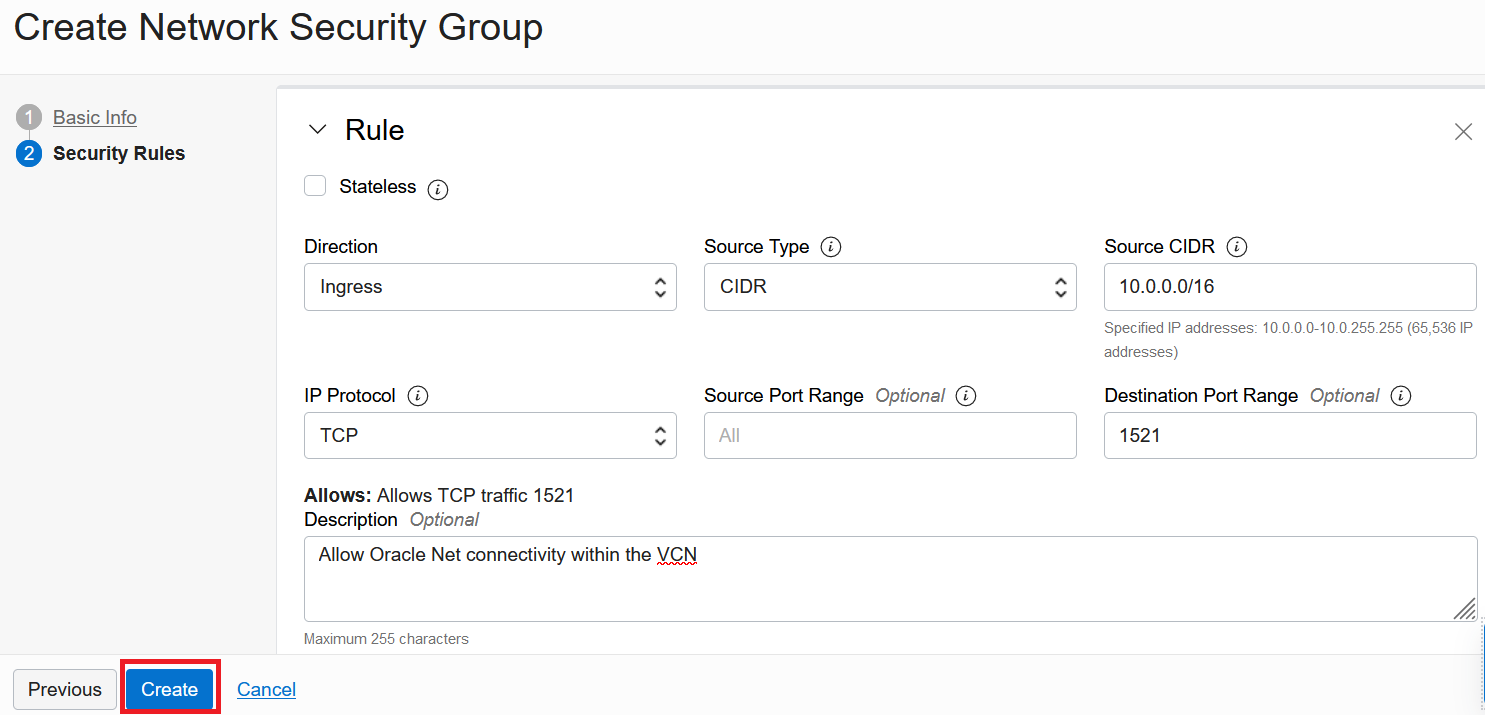 Create Network Security Group
1 Basic Info
2 Security Rules
Rule
Stateless i
Direction
Source Type i
Source CIDR i
Ingress
CIDR
10.0.0.0/16
Specified IP addresses: 10.0.0.0-10.0.255.255 (65,536 IP
addresses)
IP Protocol i
Source Port Range Optional i
Destination Port Range Optional i
TCP
All
1521
Allows: Allows TCP traffic 1521
Description Optional
Allow Oracle Net connectivity within the VCN
Maximum 255 characters
Previous
Create
Cancel